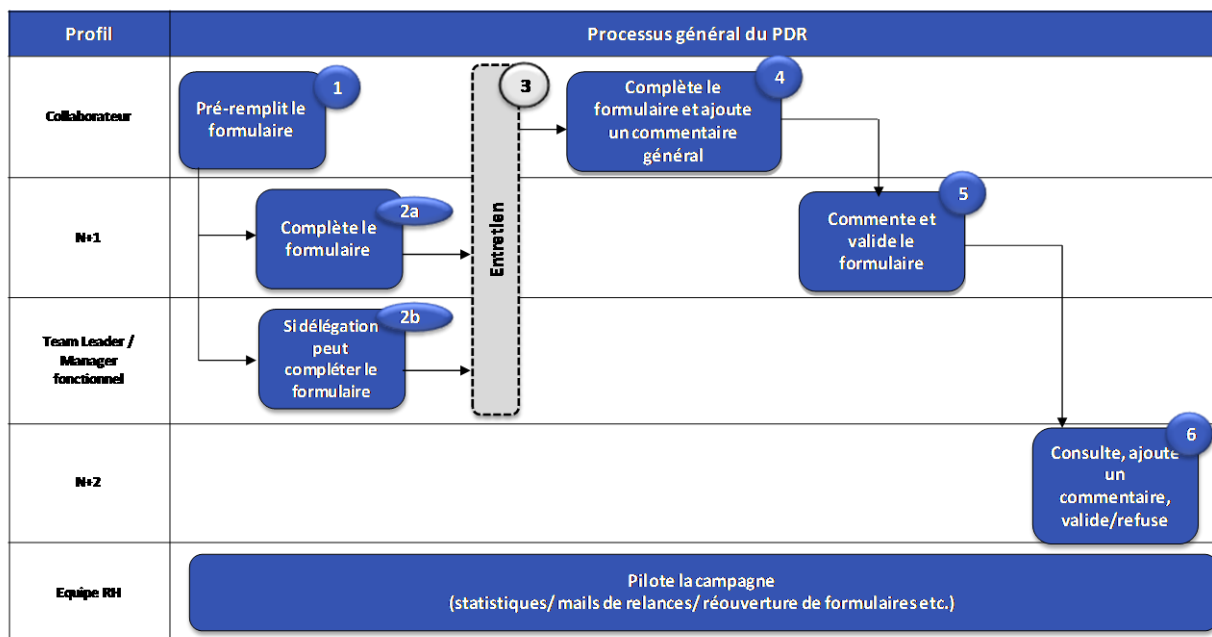 Profil
Processus général du PDR
Collaborateur
1
Pré-remplit le
formulaire
3
Entretien
4
Complète le
formulaire et ajoute
un commentaire
général
N+1
2a
Complète le
formulaire
5
Commente et
valide le
formulaire
Team Leader /
Manager
fonctionnel
2b
Si délégation
peut
compléter le
formulaire
N+2
6
Consulte, ajoute
un
commentaire,
valide/refuse
Equipe RH
Pilote la campagne
(statistiques/ mails de relances/ réouverture de formulaires etc.)